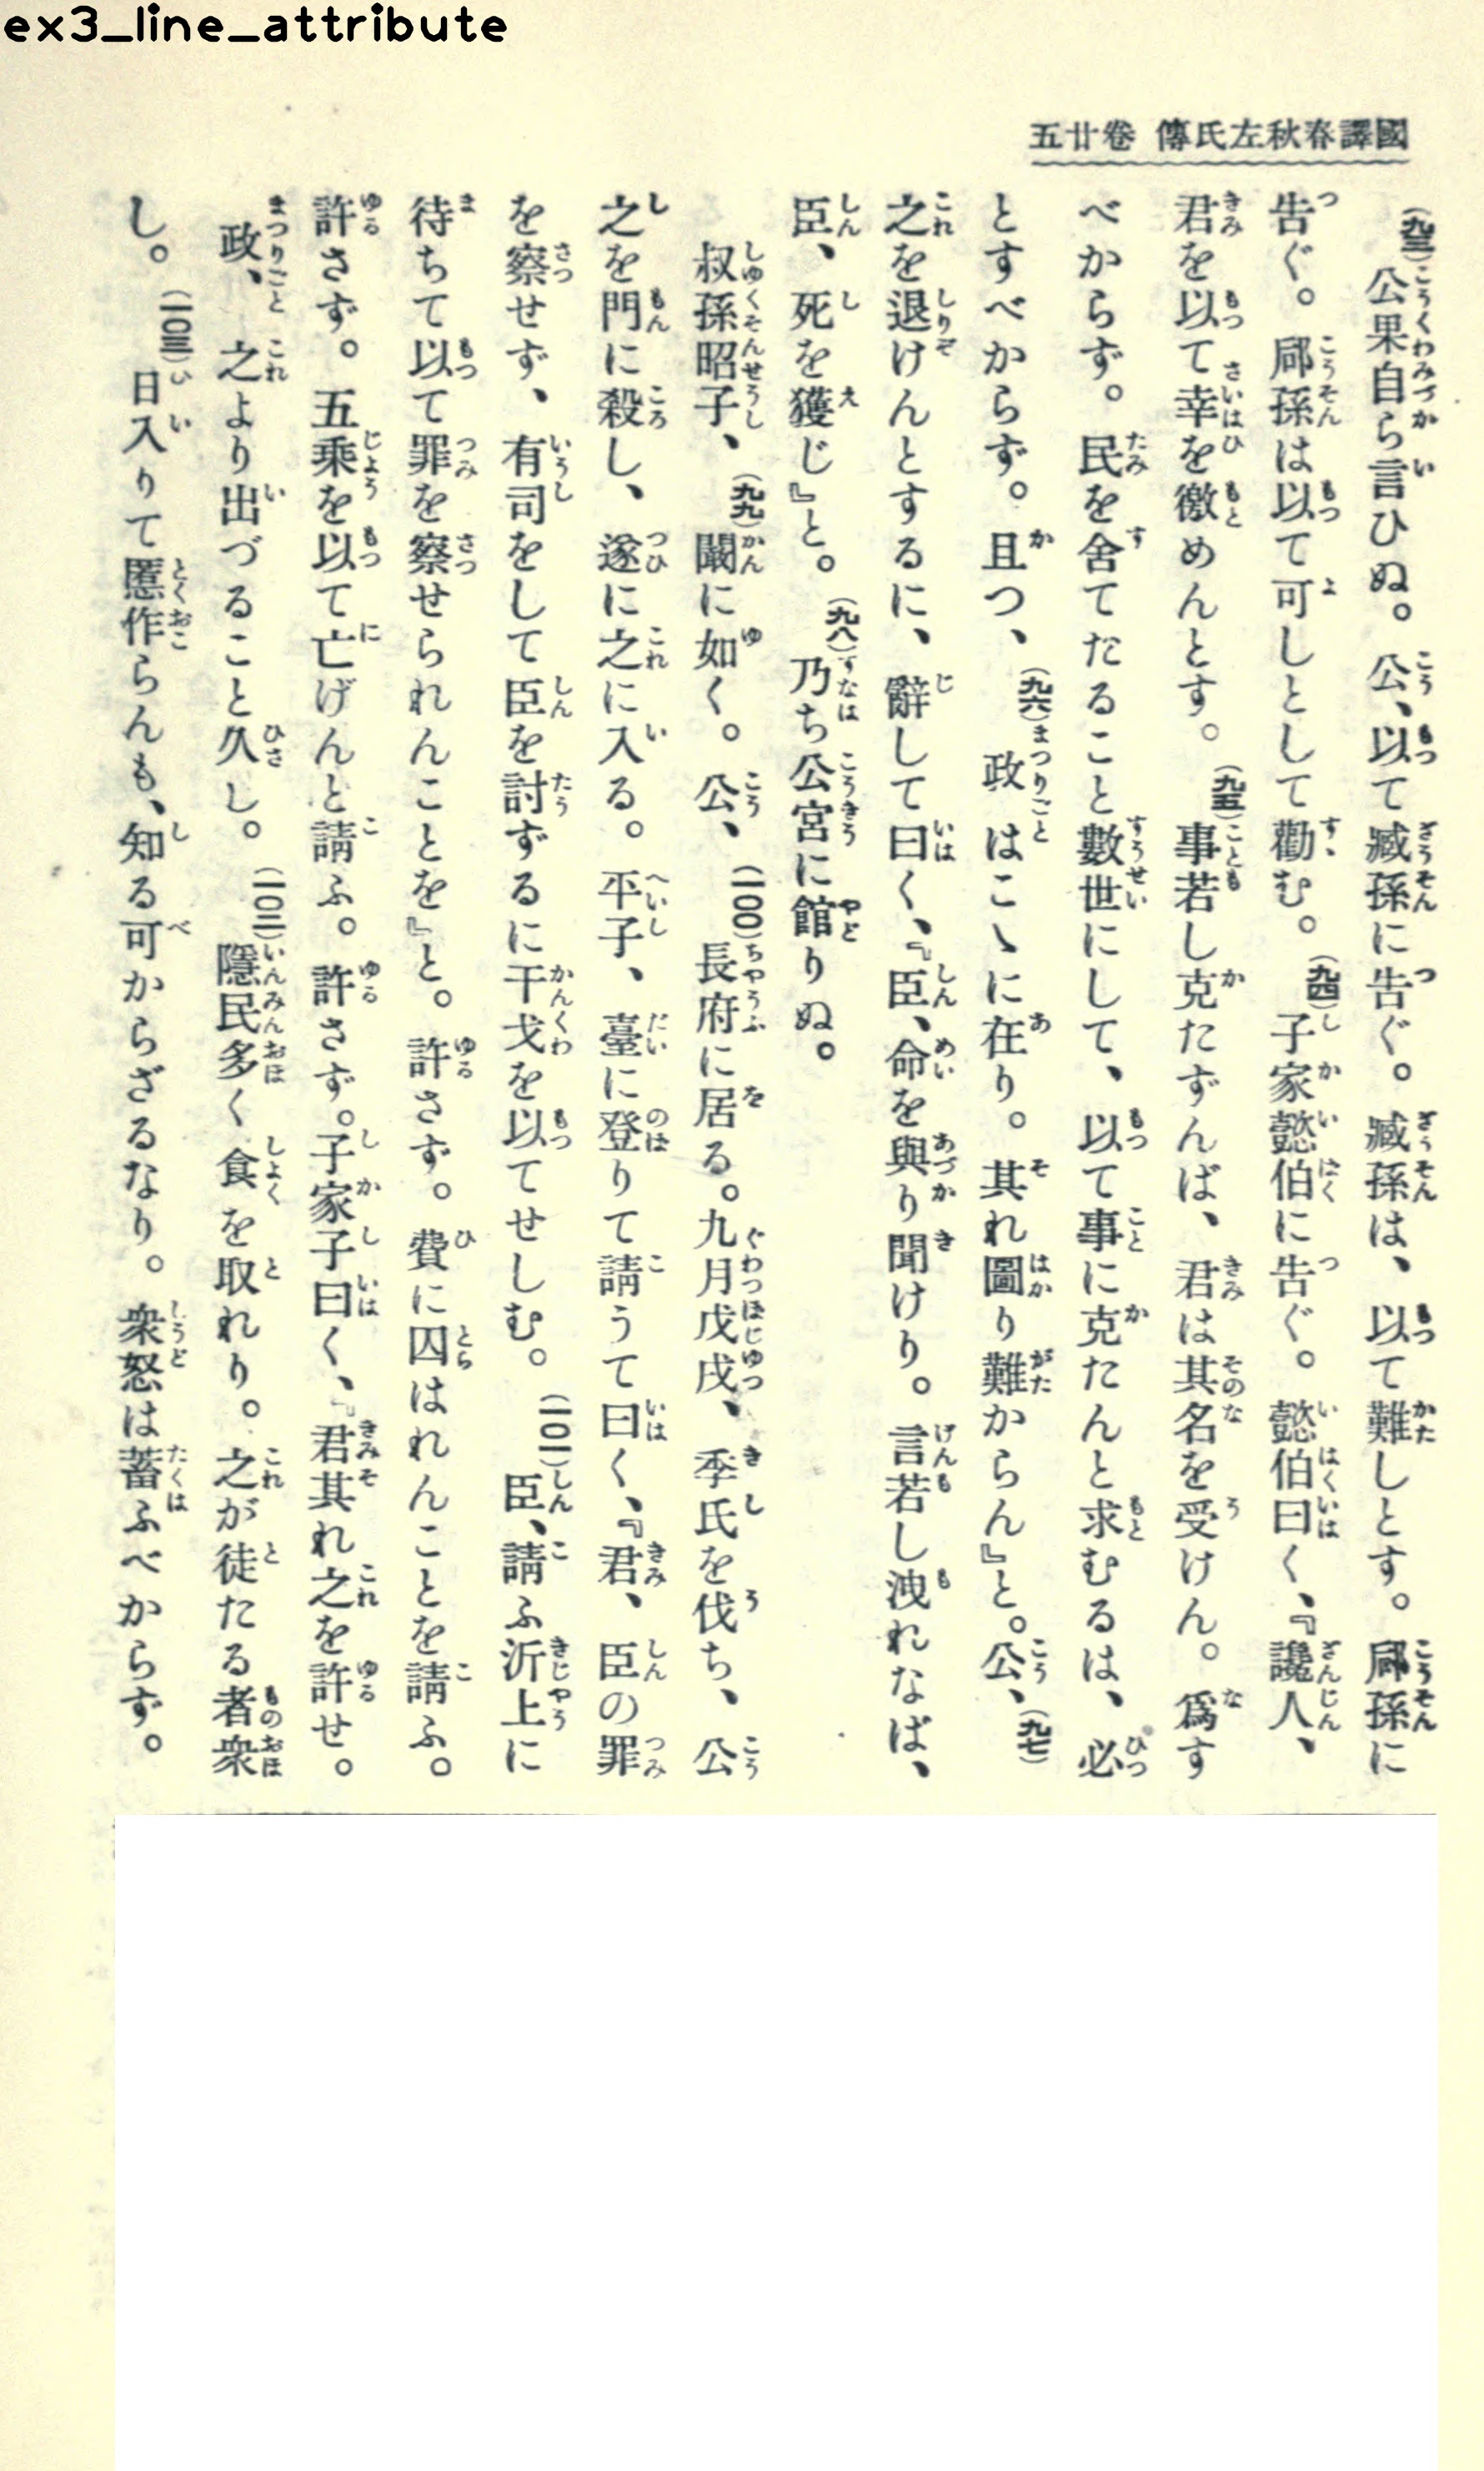 ex3_line_attribute
國譯春秋左氏傳 卷廿五
(九三)公果自ら言ひぬ。公、以て臧孫に告ぐ。臧孫は、以て難しとす。郈孫に
告ぐ。郈孫は以て可しとして勸む。(九四)子家懿伯に告ぐ。懿伯曰く、『讒人、
君を以て幸を徼めんとす。(九五)事若し克たずんば、君は其名を受けん。爲す
べからず。民を舍てたること數世にして、以て事に克たんと求むるは、必
とすべからず。且つ、(九六)政はこゝに在り。其れ圖り難からん』と。公、(九七)
之を退けんとするに、辭して曰く、『臣、命を與り聞けり。言若し洩れなば、
臣、死を獲じ』と。(九八)乃ち公宮に館りぬ。
叔孫昭子、(九九)闞に如く。公、(一〇〇)長府に居る。九月戊戌、季氏を伐ち、公
之を門に殺し、遂に之に入る。平子、臺に登りて請うて曰く、『君、臣の罪
を察せず、有司をして臣を討ずるに干戈を以てせしむ。(一〇一)臣、請ふ沂上に
待ちて以て罪を察せられんことを』と。許さず。費に囚はれんことを請ふ。
許さず。五乘を以て亡げんと請ふ。許さず。子家子曰く、『君其れ之を許せ。
政、之より出づること久し。(一〇二)隱民多く食を取れり。之が徒たる者衆
し。(一〇三)日入りて慝作らんも、知る可からざるなり。衆怒は蓄ふべからず。